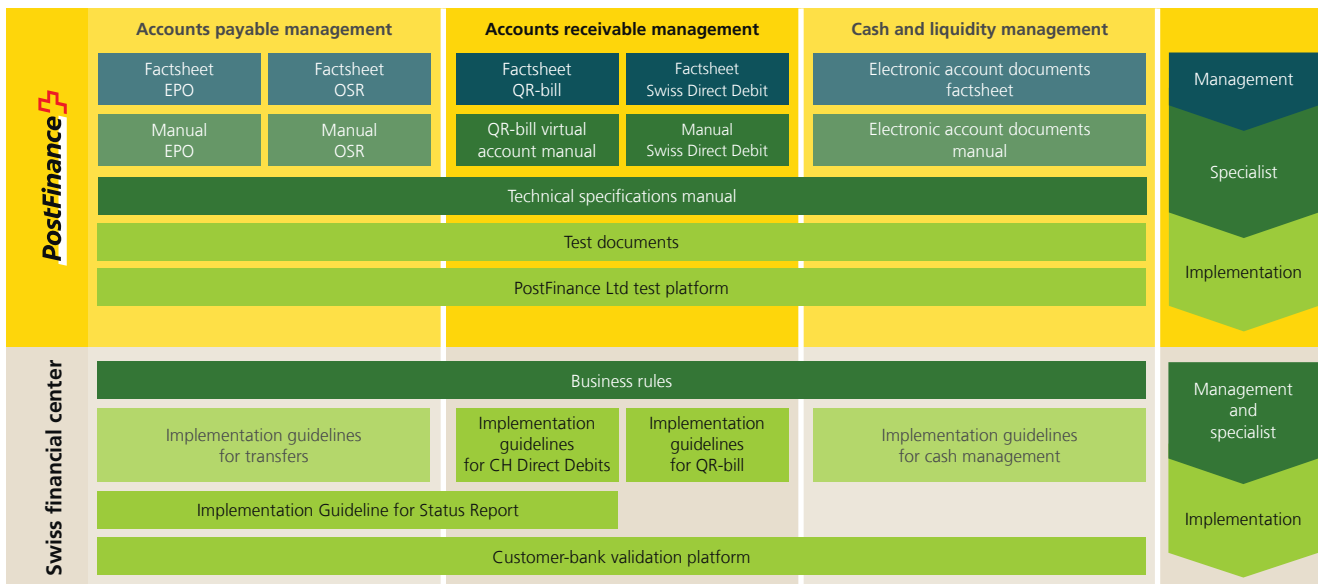 Accounts payable management
Accounts receivable management
Cash and liquidity management
PostFinance
Factsheet
EPO
Factsheet
OSR
Factsheet
QR-bill
Factsheet
Swiss Direct Debit
Electronic account documents
factsheet
Management
Manual
EPO
Manual
OSR
QR-bill virtual
account manual
Manual
Swiss Direct Debit
Electronic account documents
manual
Specialist
Technical specifications manual
Test documents
PostFinance Ltd test platform
Implementation
Swiss financial center
Business rules
Management
and
specialist
Implementation guidelines
for transfers
Implementation
guidelines
for CH Direct Debits
Implementation
guidelines
for QR-bill
Implementation guidelines
for cash management
Implementation Guideline for Status Report
Implementation
Customer-bank validation platform